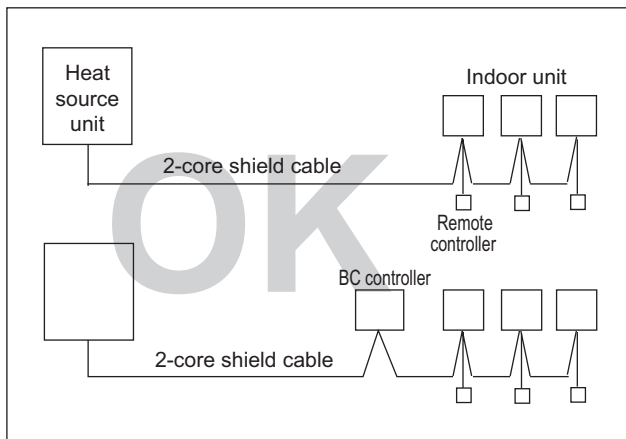 Heat
source
unit
Indoor unit
2-core shield cable
OK
Remote
controller
BC controller
2-core shield cable